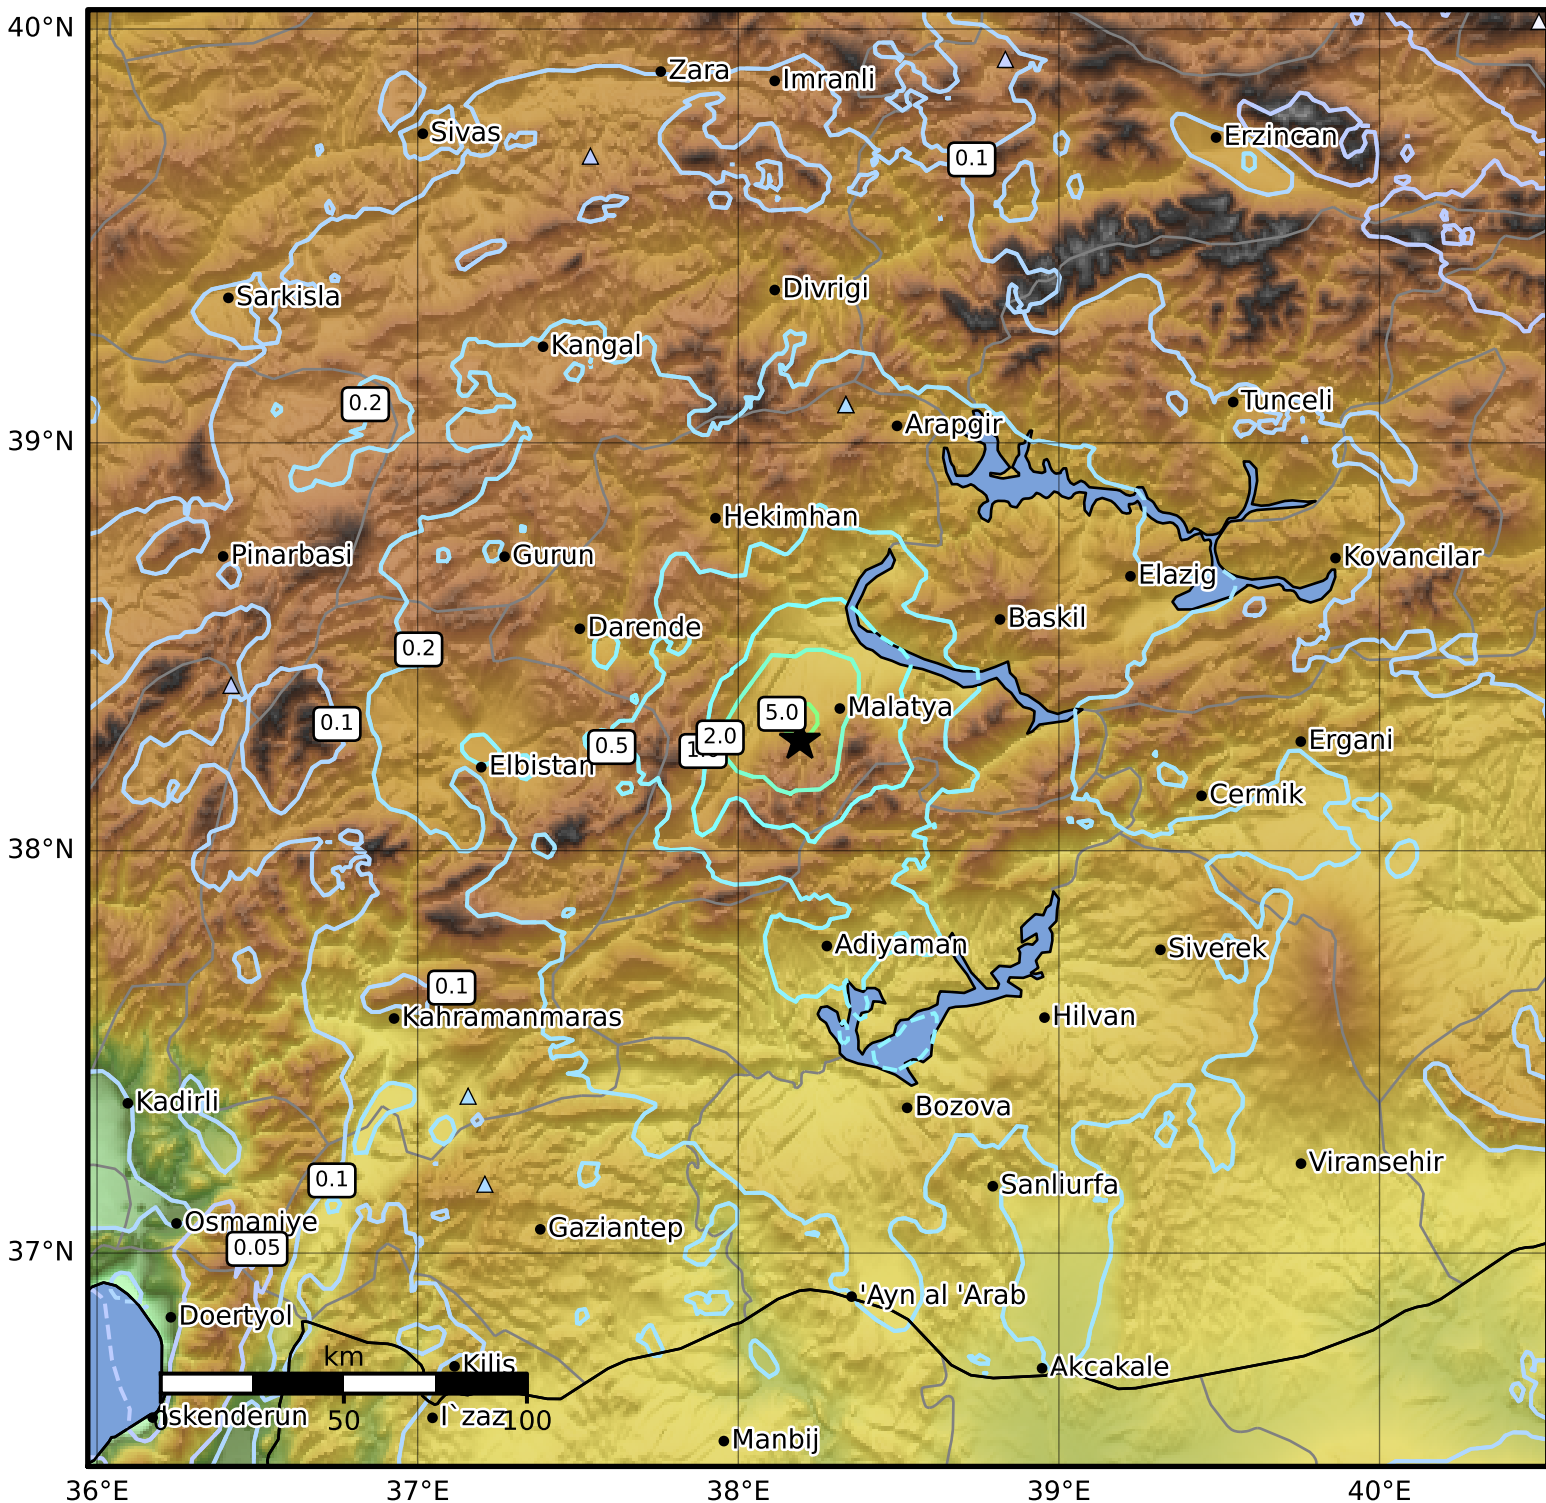 40°N
Zara
Imranli
Sivas
0.1
Erzincan
Sarkisla
Divrigi
Kangal
0.2
Tunceli
Arapgir
39°N
Hekimhan
Pinarbasi
Gurun
Kovancilar
Elazig
Baskil
Darende
0.2
Malatya
5.0
0.1
0.5
2.0
Ergani
Elbistan
Cermik
38°N
Adiyaman
Siverek
0.1
Kahramanmaras
Hilvan
Kadirli
Bozova
0.1
Viransehir
Sanliurfa
Osmaniye
Gaziantep
0.05
37°N
'Ayn al 'Arab
Doertyol
km
Kilis
Akcakale
0
Iskenderun
50
I`zaz
100
Manbij
36°E
37°E
38°E
39°E
40°E